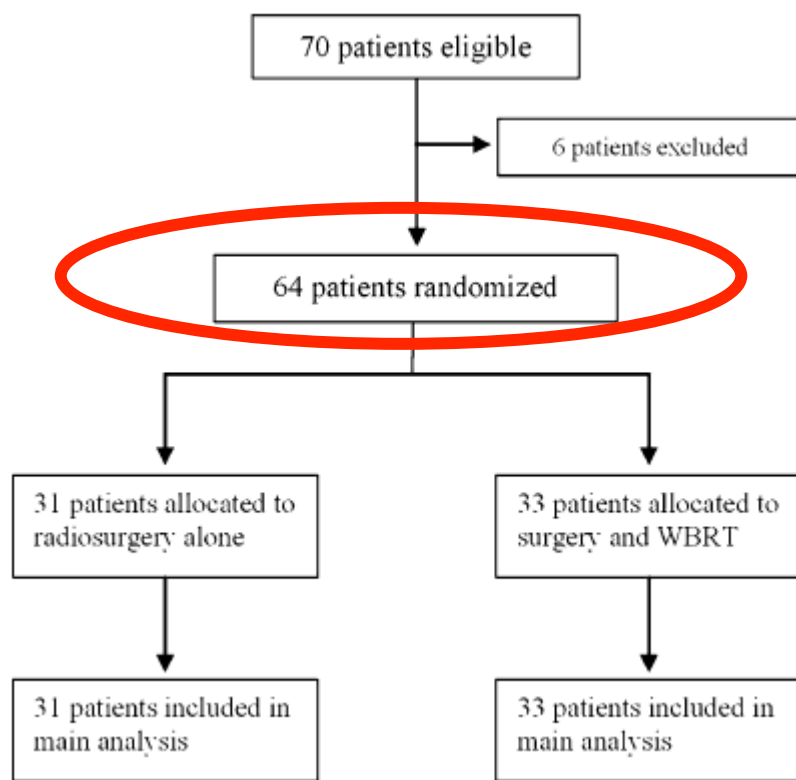 70 patients eligible
6 patients excluded
64 patients randomized
31 patients allocated to
radiosurgery alone
33 patients allocated to
surgery and WBRT
31 patients included in
main analysis
33 patients included in
main analysis